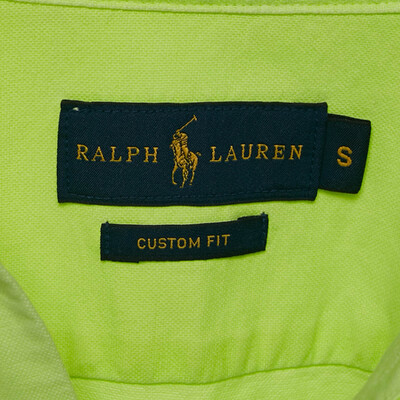 RALPH LAUREN S
CUSTOM FIT